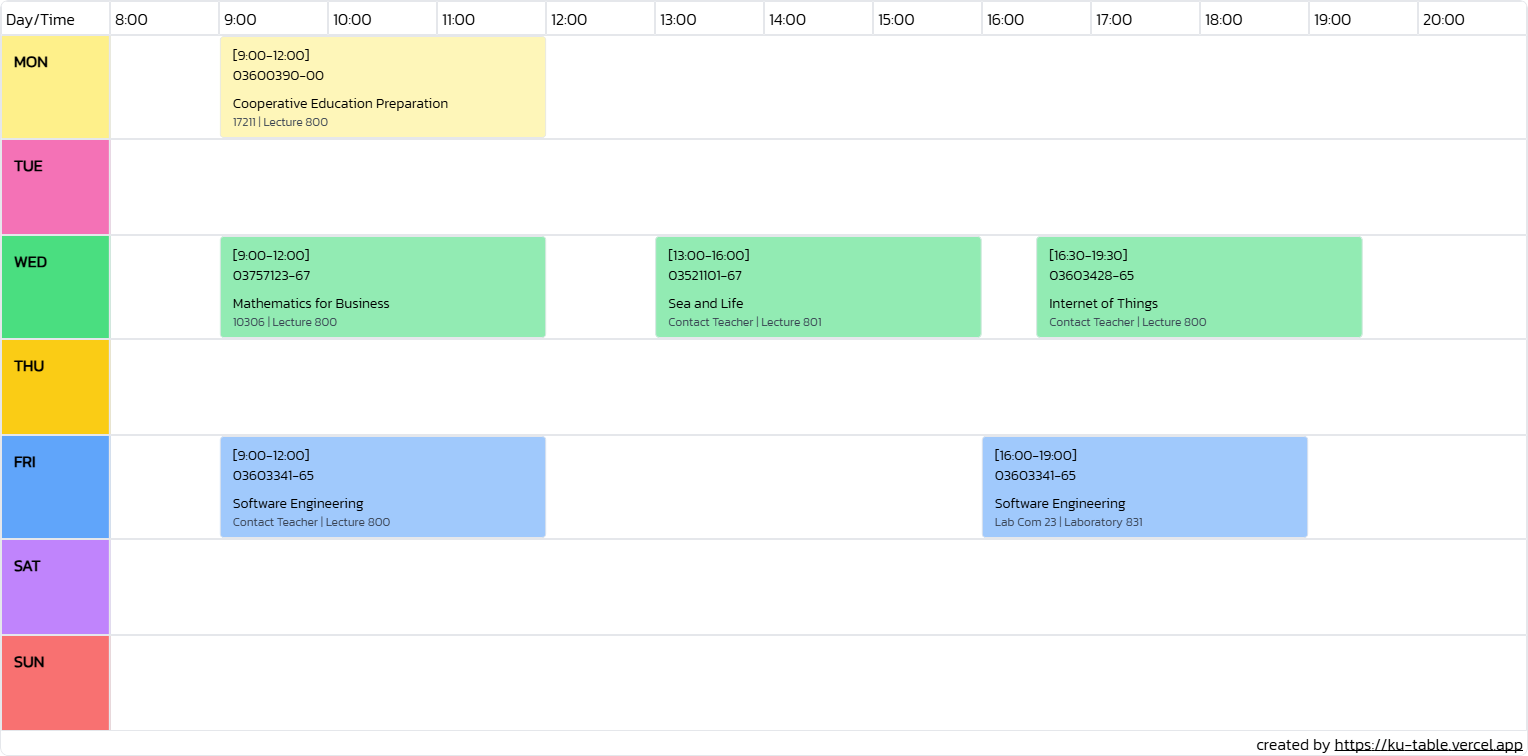 Day/Time 8:00 9:00 10:00 11:00 12:00 13:00 14:00 15:00 16:00 17:00 18:00 19:00 20:00
MON
[9:00-12:00]
03600390-00
Cooperative Education Preparation
17211 | Lecture 800
TUE
WED
[9:00-12:00]
03757123-67
Mathematics for Business
10306 | Lecture 800
[13:00-16:00]
03521101-67
Sea and Life
Contact Teacher | Lecture 801
[16:30-19:30]
03603428-65
Internet of Things
Contact Teacher | Lecture 800
THU
FRI
[9:00-12:00]
03603341-65
Software Engineering
Contact Teacher | Lecture 800
[16:00-19:00]
03603341-65
Software Engineering
Lab Com 23 | Laboratory 831
SAT
SUN
created by https://ku-table.vercel.app